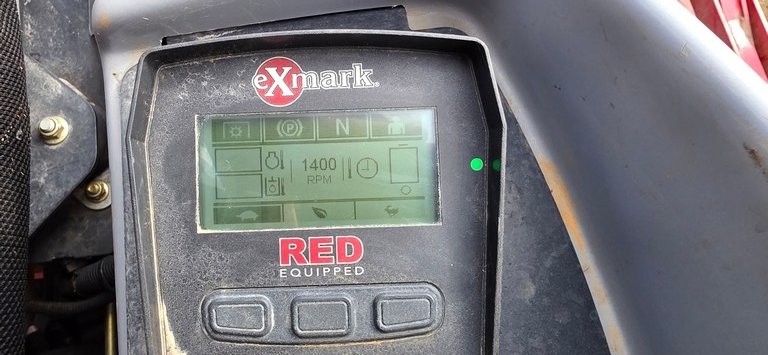 eXmark®
P N
1400
RPM
RED
EQUIPPED